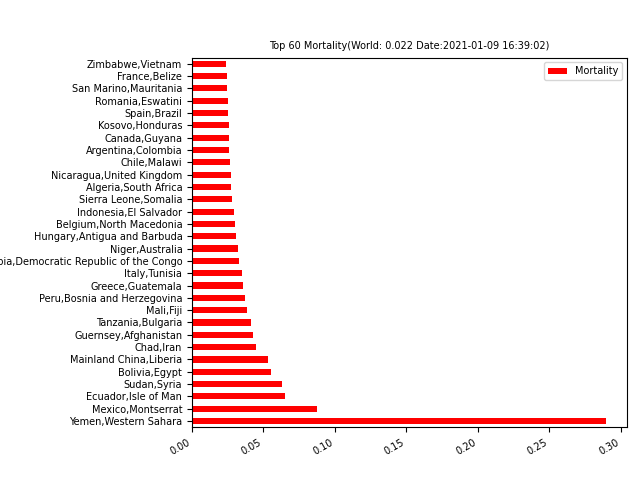 Top 60 Mortality(World: 0.022 Date:2021-01-09 16:39:02)
Mortality
Zimbabwe,Vietnam
France,Belize
San Marino,Mauritania
Romania,Eswatini
Spain,Brazil
Kosovo,Honduras
Canada,Guyana
Argentina,Colombia
Chile,Malawi
Nicaragua,United Kingdom
Algeria,South Africa
Sierra Leone,Somalia
Indonesia,El Salvador
Belgium,North Macedonia
Hungary,Antigua and Barbuda
Niger,Australia
bia,Democratic Republic of the Congo
Italy,Tunisia
Greece,Guatemala
Peru,Bosnia and Herzegovina
Mali,Fiji
Tanzania,Bulgaria
Guernsey,Afghanistan
Chad,Iran
Mainland China,Liberia
Bolivia,Egypt
Sudan,Syria
Ecuador,Isle of Man
Mexico,Montserrat
Yemen,Western Sahara
0.00 0.05 0.10 0.15 0.20 0.25 0.30